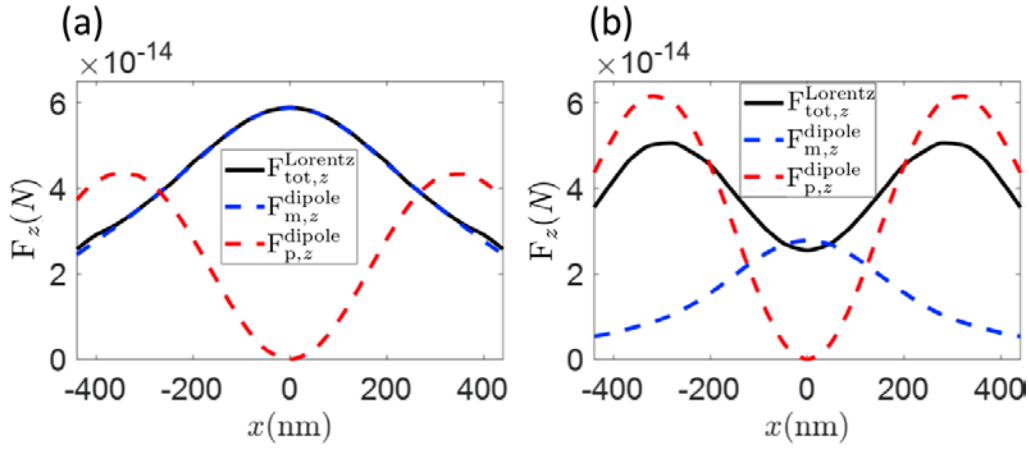 (a)
×10⁻¹⁴
6
4
2
0
F_z(N)
F^Lorentz_tot,z
F^dipole_m,z
F^dipole_p,z
-400 -200 0 200 400
x(nm)
(b)
×10⁻¹⁴
6
4
2
0
F_z(N)
F^Lorentz_tot,z
F^dipole_m,z
F^dipole_p,z
-400 -200 0 200 400
x(nm)